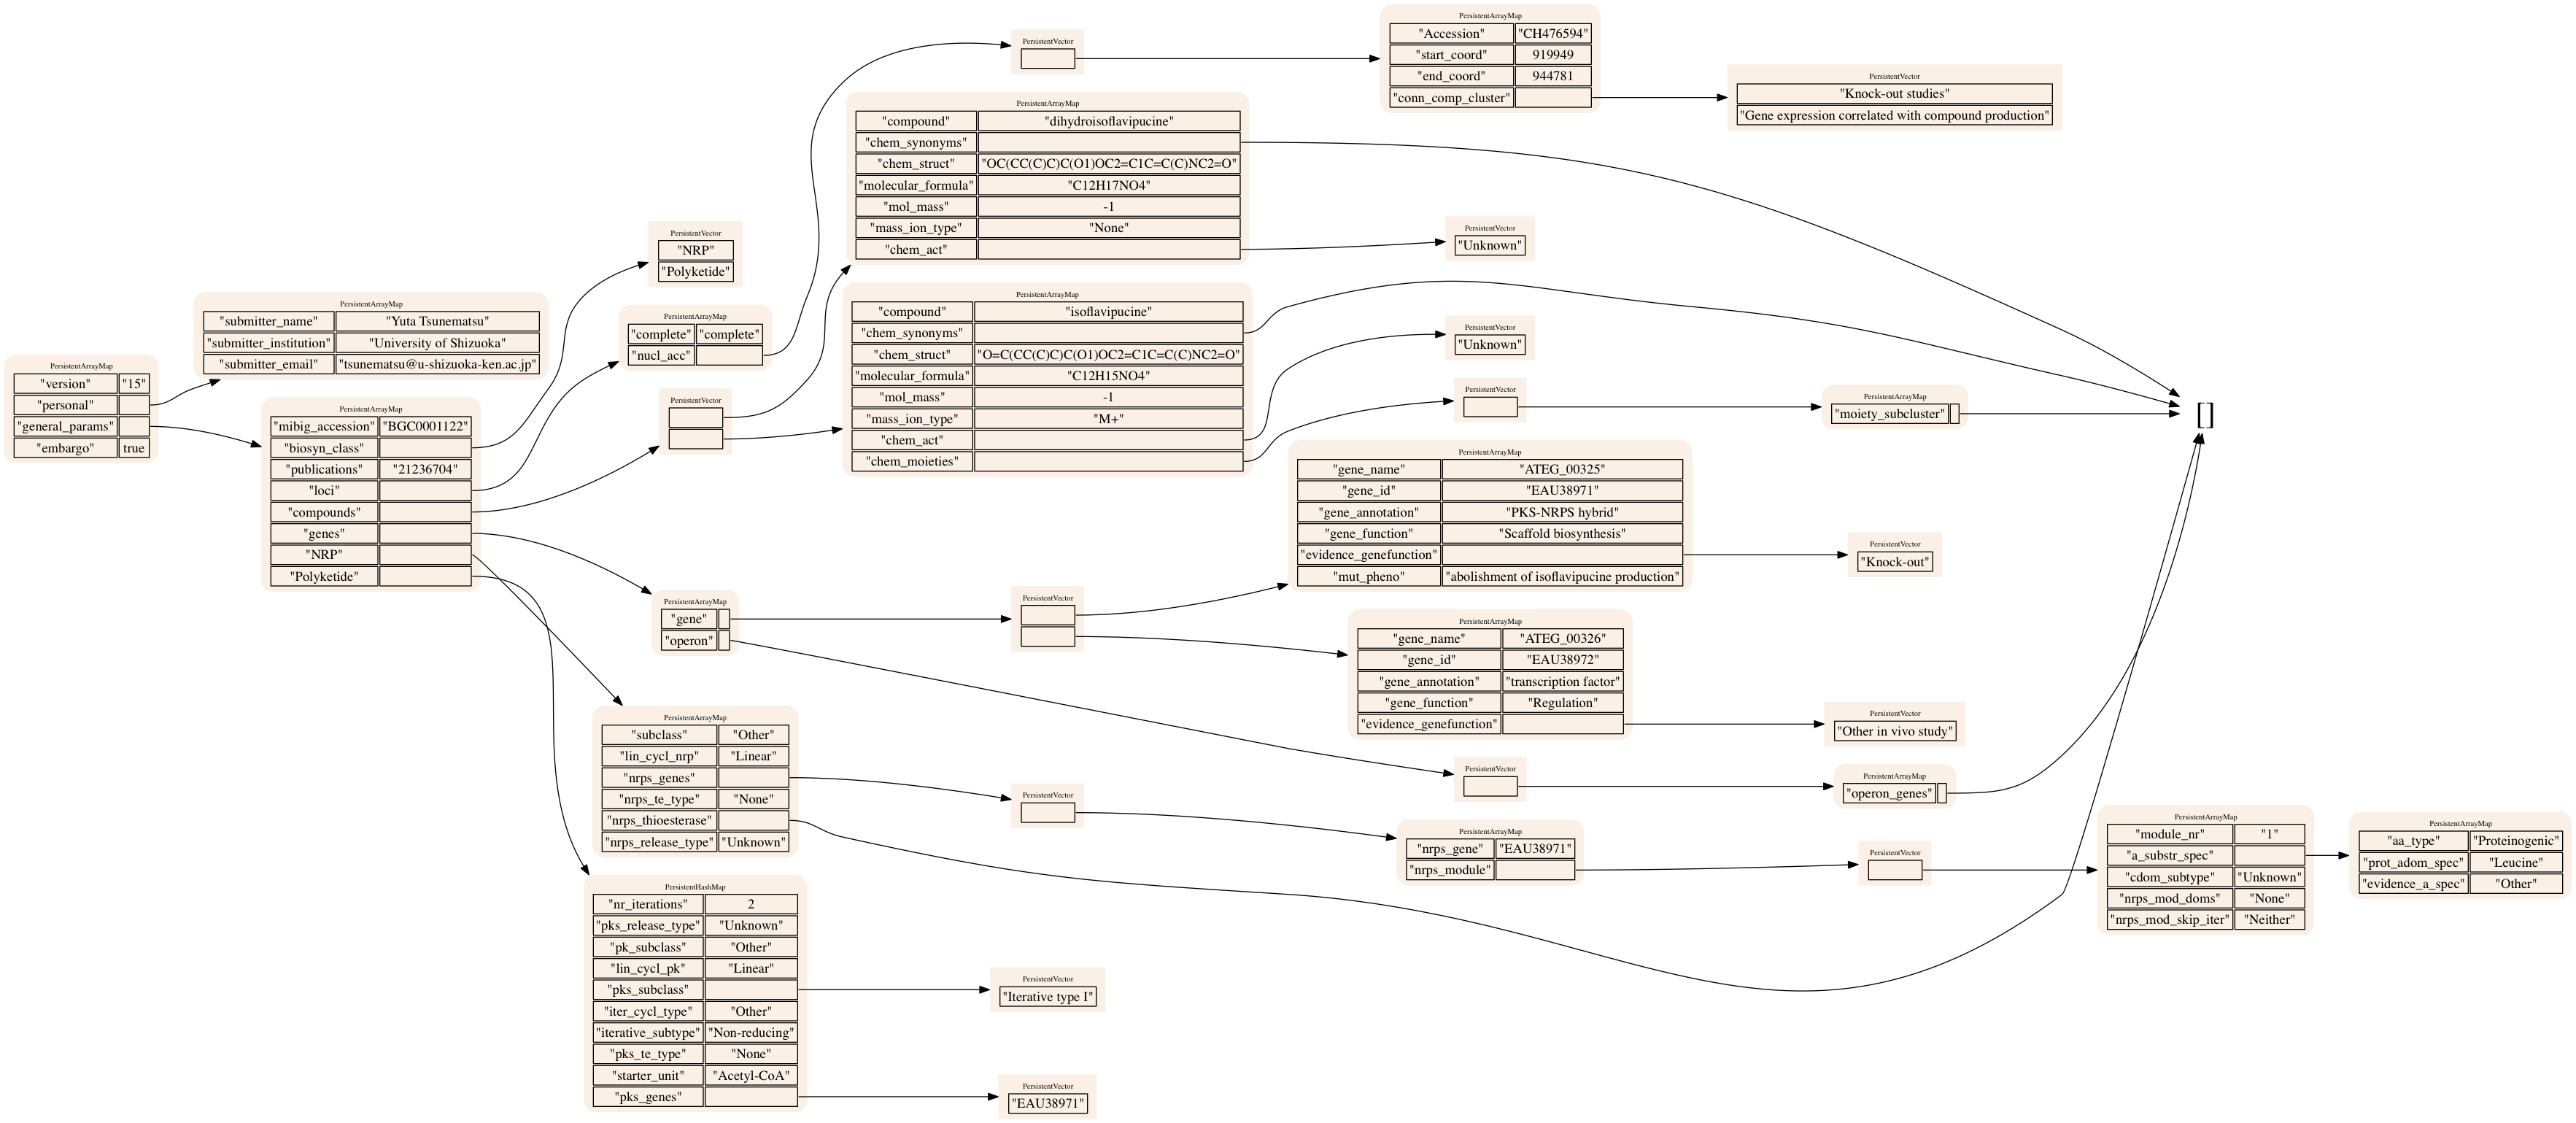 PersistentArrayMap
"version" "15"
"personal"
"general_params"
"embargo" true
PersistentArrayMap
"submitter_name" "Yuta Tsunematsu"
"submitter_institution" "University of Shizuoka"
"submitter_email" "tsunematsu@u-shizuoka-ken.ac.jp"
PersistentArrayMap
"mibig_accession" "BGC0001122"
"biosyn_class"
"publications" "21236704"
"loci"
"compounds"
"genes"
"NRP"
"Polyketide"
PersistentVector
"NRP"
"Polyketide"
PersistentArrayMap
"complete" "complete"
"nucl_acc"
PersistentVector
PersistentArrayMap
"gene"
"operon"
PersistentArrayMap
"subclass" "Other"
"lin_cycl_nrp" "Linear"
"nrps_genes"
"nrps_te_type" "None"
"nrps_thioesterase"
"nrps_release_type" "Unknown"
PersistentHashMap
"nr_iterations" 2
"pks_release_type" "Unknown"
"pk_subclass" "Other"
"lin_cycl_pk" "Linear"
"pks_subclass"
"iter_cycl_type" "Other"
"iterative_subtype" "Non-reducing"
"pks_te_type" "None"
"starter_unit" "Acetyl-CoA"
"pks_genes"
PersistentVector
PersistentArrayMap
"compound" "dihydroisoflavipucine"
"chem_synonyms"
"chem_struct" "OC(CC(C)C)C(O1)OC2=C1C=C(C)NC2=O"
"molecular_formula" "C12H17NO4"
"mol_mass" -1
"mass_ion_type" "None"
"chem_act"
PersistentArrayMap
"compound" "isoflavipucine"
"chem_synonyms"
"chem_struct" "O=C(CC(C)C)C(O1)OC2=C1C=C(C)NC2=O"
"molecular_formula" "C12H15NO4"
"mol_mass" -1
"mass_ion_type" "M+"
"chem_act"
"chem_moieties"
PersistentVector
PersistentVector
PersistentVector
"Iterative type I"
PersistentVector
"EAU38971"
PersistentArrayMap
"Accession" "CH476594"
"start_coord" 919949
"end_coord" 944781
"conn_comp_cluster"
PersistentVector
"Unknown"
PersistentVector
"Unknown"
PersistentVector
PersistentArrayMap
"gene_name" "ATEG_00325"
"gene_id" "EAU38971"
"gene_annotation" "PKS-NRPS hybrid"
"gene_function" "Scaffold biosynthesis"
"evidence_genefunction"
"mut_pheno" "abolishment of isoflavipucine production"
PersistentArrayMap
"gene_name" "ATEG_00326"
"gene_id" "EAU38972"
"gene_annotation" "transcription factor"
"gene_function" "Regulation"
"evidence_genefunction"
PersistentVector
PersistentArrayMap
"nrps_gene" "EAU38971"
"nrps_module"
PersistentVector
"Knock-out studies"
"Gene expression correlated with compound production"
PersistentArrayMap
"moiety_subcluster"
PersistentVector
"Knock-out"
PersistentVector
"Other in vivo study"
PersistentArrayMap
"operon_genes"
PersistentVector
[]
PersistentArrayMap
"module_nr" "1"
"a_substr_spec"
"cdom_subtype" "Unknown"
"nrps_mod_doms" "None"
"nrps_mod_skip_iter" "Neither"
PersistentArrayMap
"aa_type" "Proteinogenic"
"prot_adom_spec" "Leucine"
"evidence_a_spec" "Other"